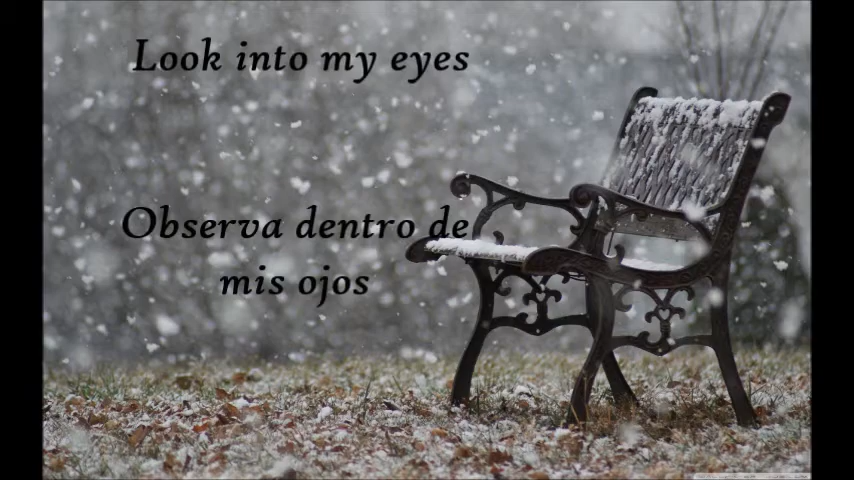 Look into my eyes
Observa dentro de
mis ojos